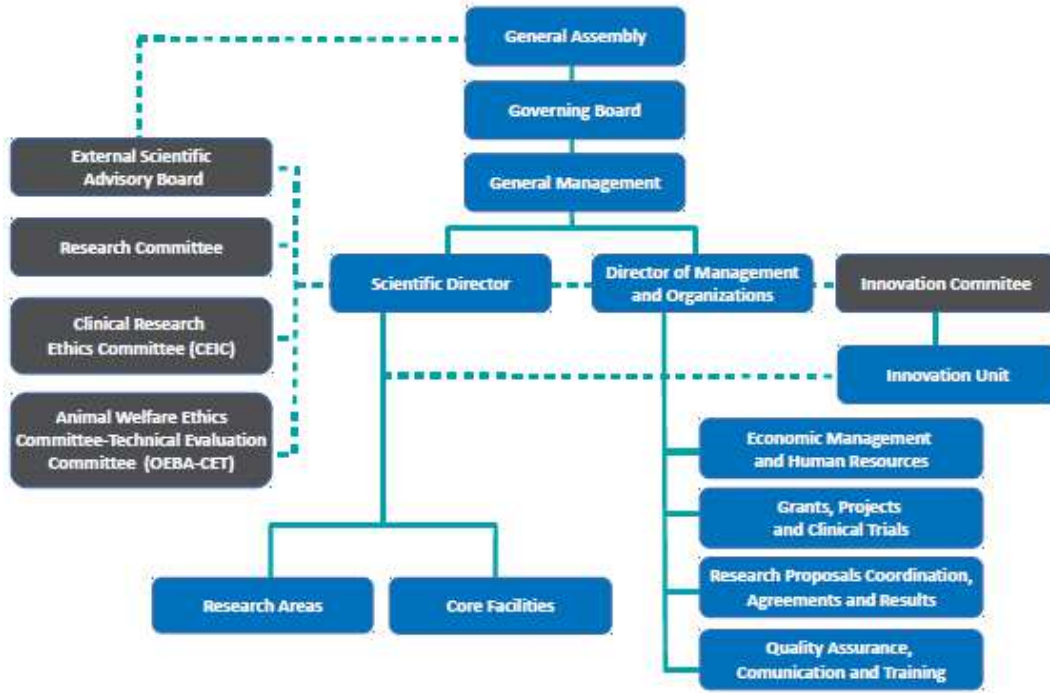 General Assembly
Governing Board
External Scientific
Advisory Board
General Management
Research Committee
Scientific Director
Director of Management
and Organizations
Innovation Commitee
Clinical Research
Ethics Committee (CEIC)
Innovation Unit
Animal Welfare Ethics
Committee-Technical Evaluation
Committee (OEBA-CET)
Economic Management
and Human Resources
Grants, Projects
and Clinical Trials
Research Areas
Core Facilities
Research Proposals Coordination,
Agreements and Results
Quality Assurance,
Comunication and Training